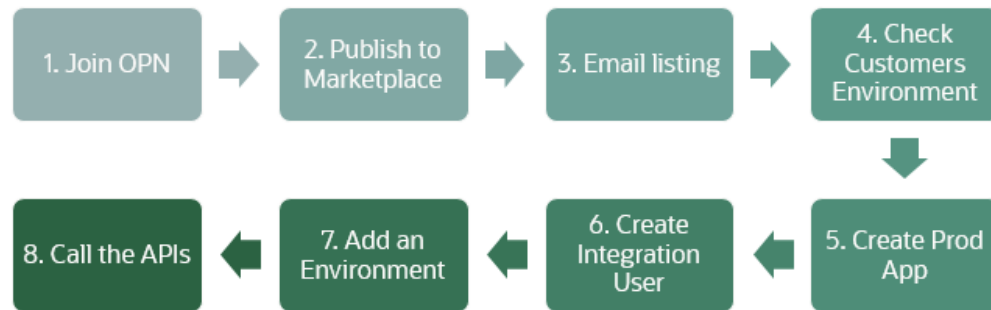 1. Join OPN
2. Publish to
Marketplace
3. Email listing
4. Check
Customers
Environment
5. Create Prod
App
6. Create
Integration
User
7. Add an
Environment
8. Call the APIs